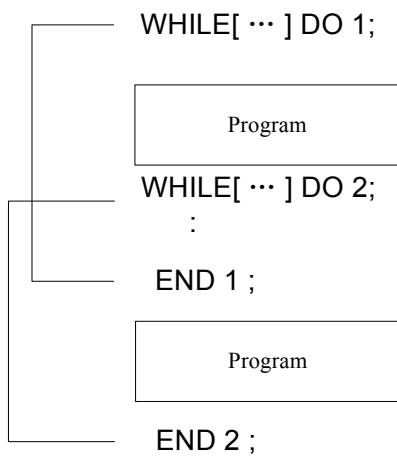 WHILE[ ··· ] DO 1;
Program
WHILE[ ··· ] DO 2;
:
END 1 ;
Program
END 2 ;